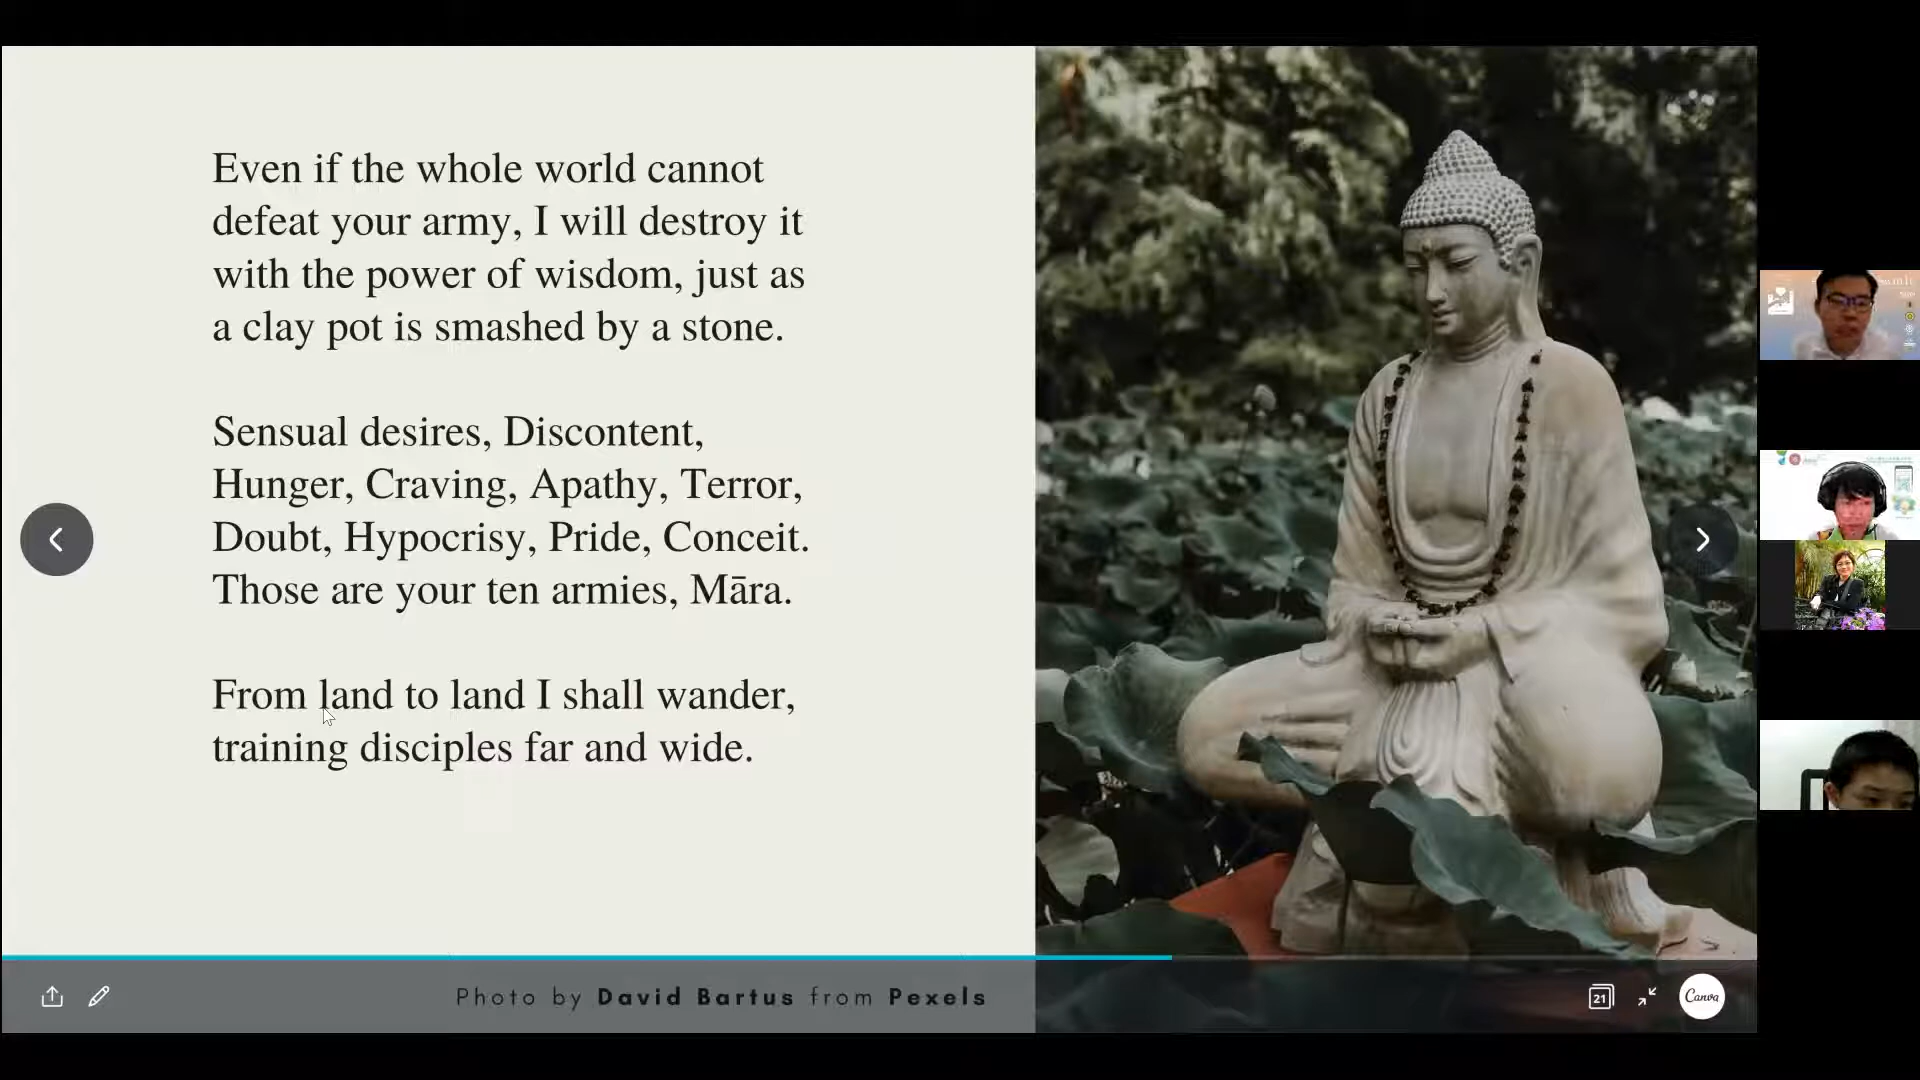 Even if the whole world cannot
defeat your army, I will destroy it
with the power of wisdom, just as
a clay pot is smashed by a stone.
Sensual desires, Discontent,
Hunger, Craving, Apathy, Terror,
Doubt, Hypocrisy, Pride, Conceit.
Those are your ten armies, Māra.
From land to land I shall wander,
training disciples far and wide.
Photo by David Bartus from Pexels
21
Canva